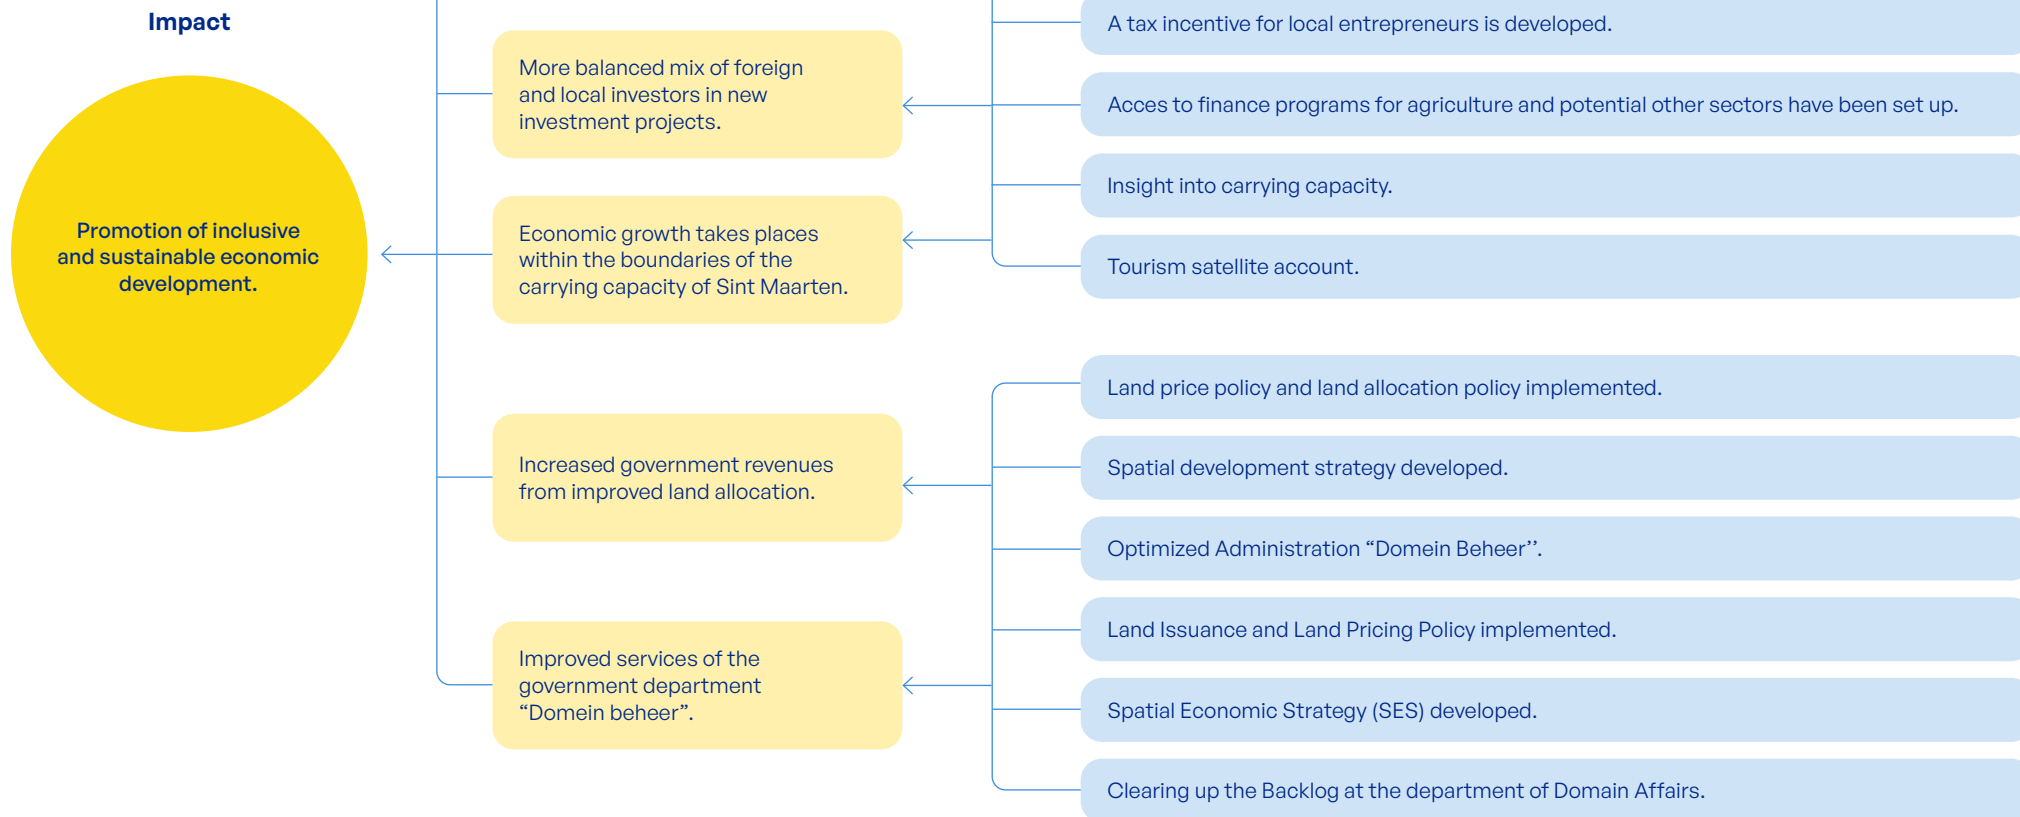 Impact
Promotion of inclusive
and sustainable economic
development.
More balanced mix of foreign
and local investors in new
investment projects.
Economic growth takes places
within the boundaries of the
carrying capacity of Sint Maarten.
Increased government revenues
from improved land allocation.
Improved services of the
government department
“Domein beheer”.
A tax incentive for local entrepreneurs is developed.
Acces to finance programs for agriculture and potential other sectors have been set up.
Insight into carrying capacity.
Tourism satellite account.
Land price policy and land allocation policy implemented.
Spatial development strategy developed.
Optimized Administration “Domein Beheer’’.
Land Issuance and Land Pricing Policy implemented.
Spatial Economic Strategy (SES) developed.
Clearing up the Backlog at the department of Domain Affairs.